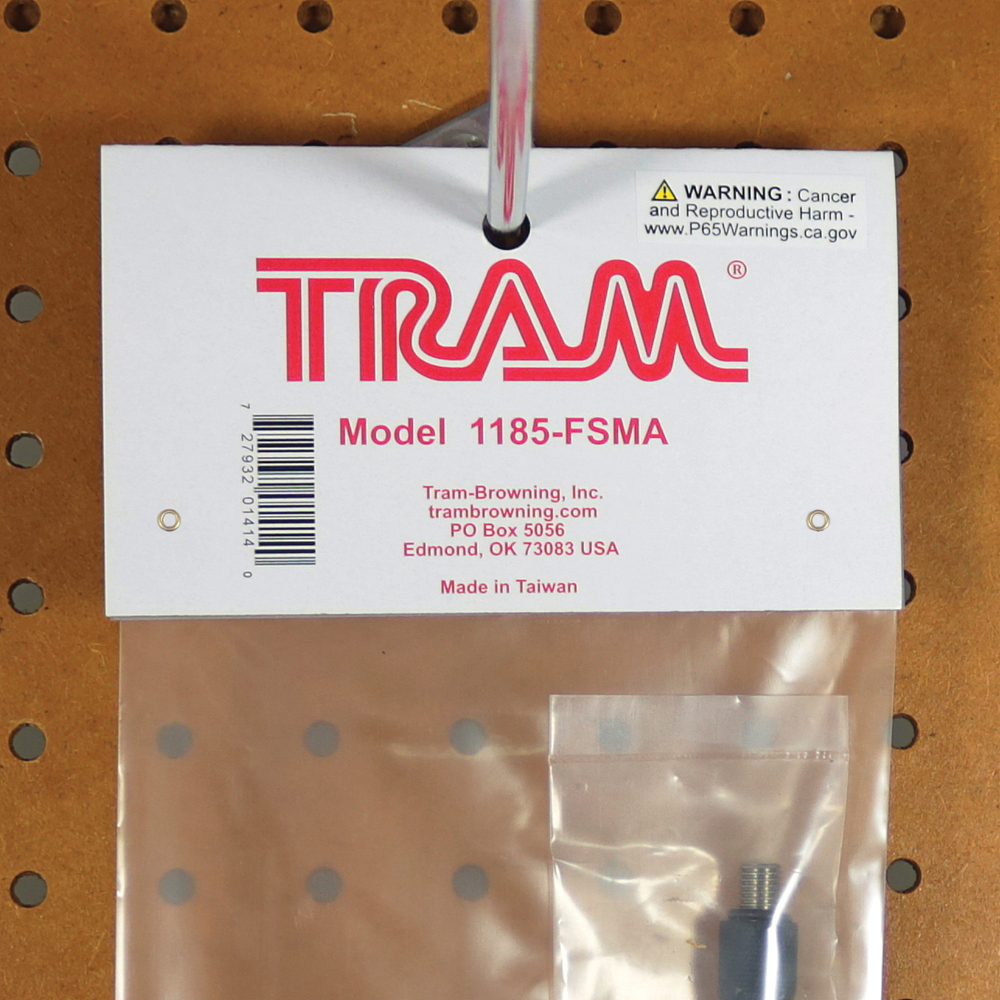 ⚠ WARNING : Cancer
and Reproductive Harm -
www.P65Warnings.ca.gov
TRAM®
Model 1185-FSMA
7 27932 01414 0
Tram-Browning, Inc.
trambrowning.com
PO Box 5056
Edmond, OK 73083 USA
Made in Taiwan